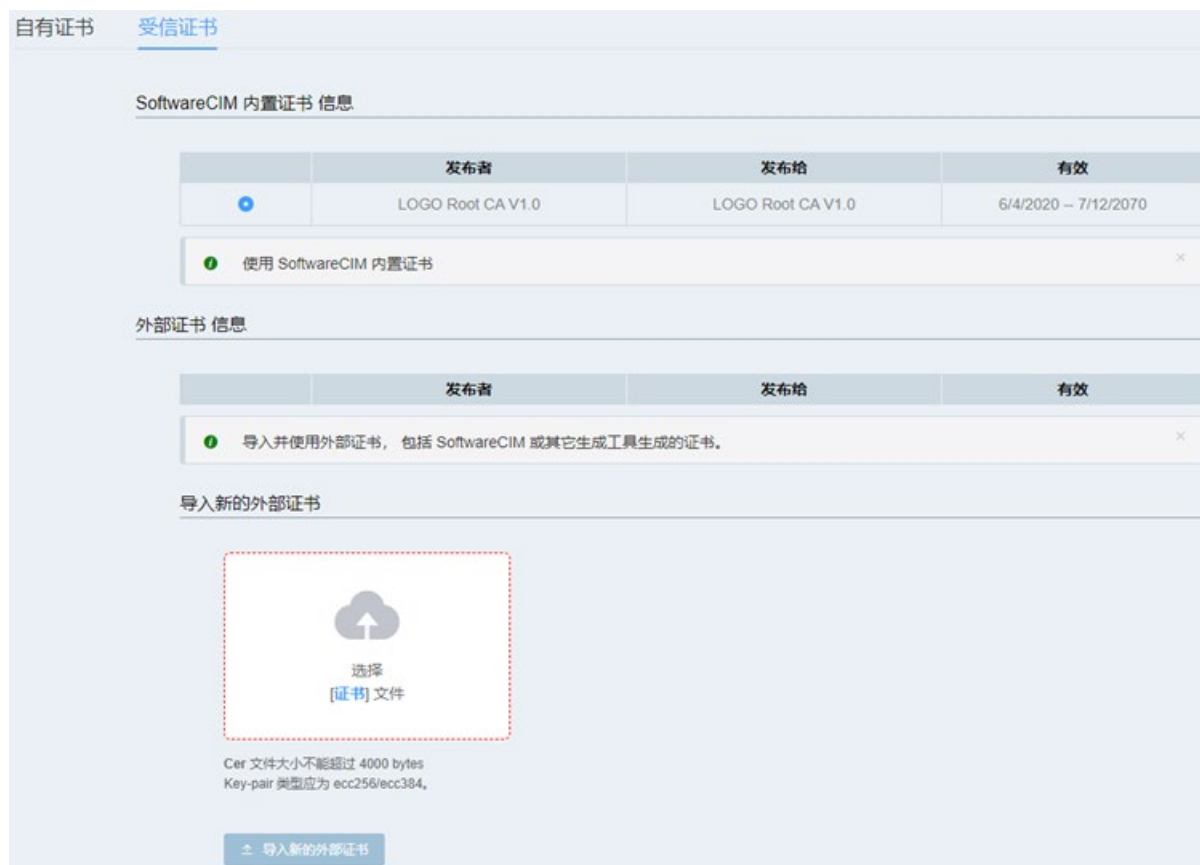 自有证书 受信证书
SoftwareCIM 内置证书 信息
发布者 发布给 有效
LOGO Root CA V1.0 LOGO Root CA V1.0 6/4/2020 -- 7/12/2070
使用 SoftwareCIM 内置证书
外部证书 信息
发布者 发布给 有效
导入并使用外部证书， 包括 SoftwareCIM 或其它生成工具生成的证书。
导入新的外部证书
选择
[证书] 文件
Cer 文件大小不能超过 4000 bytes
Key-pair 类型应为 ecc256/ecc384。
导入新的外部证书